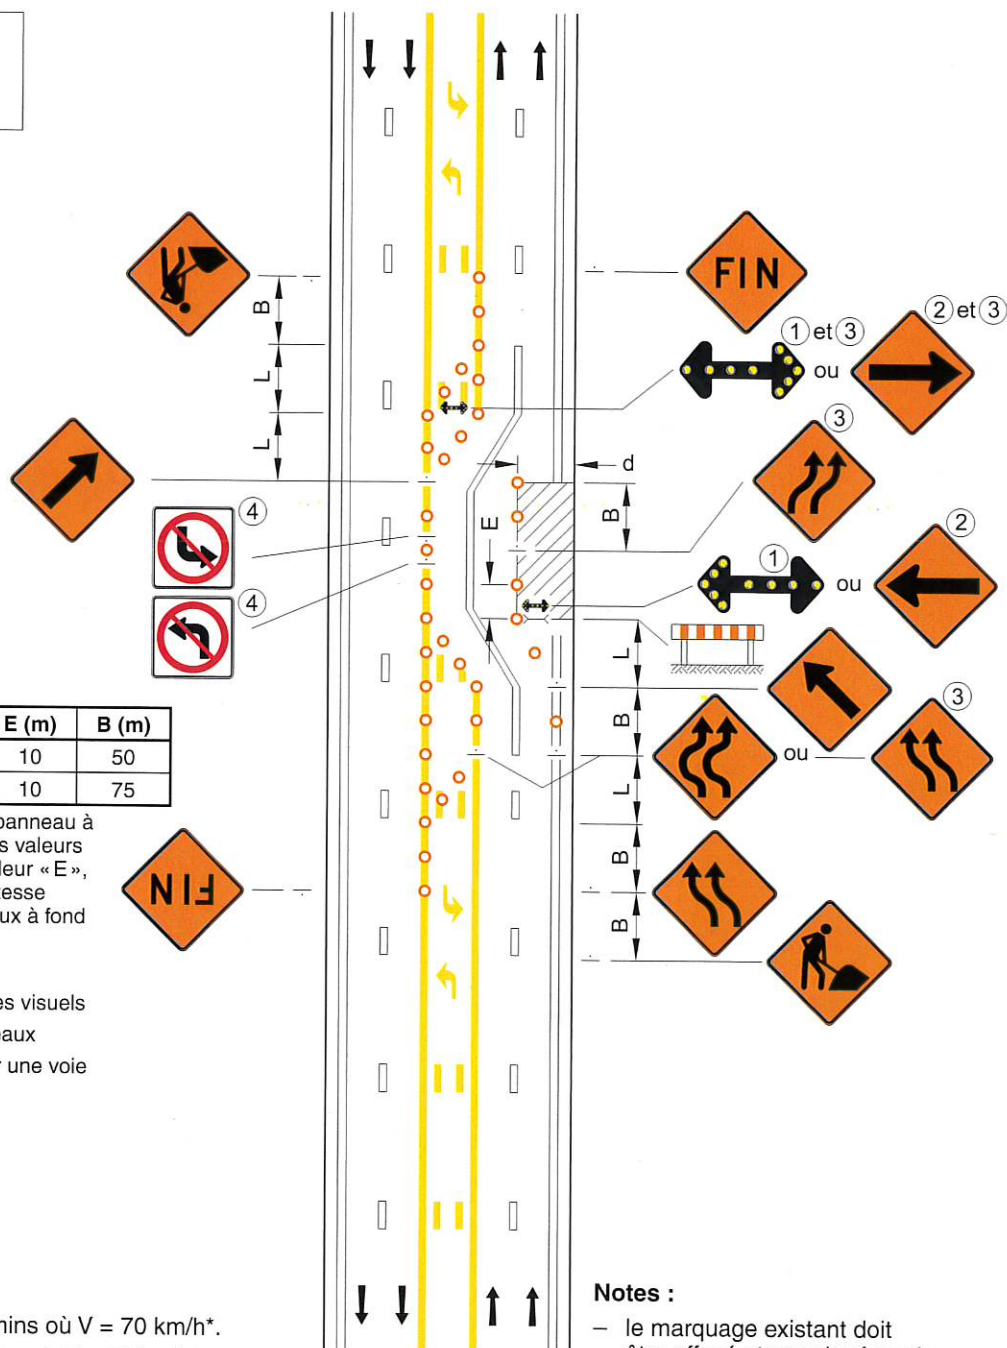 FIN
① et ③
② et ③
ou
③
B
L
L
d
④
④
E
B
①
②
ou
L
③
B
ou
L
B
B
E (m) B (m)
10 50
10 75
panneau à
s valeurs
leur « E »,
tesse
ux à fond
FIN
es visuels
eaux
r une voie
nins où V = 70 km/h*.
Notes :
– le marquage existant doit